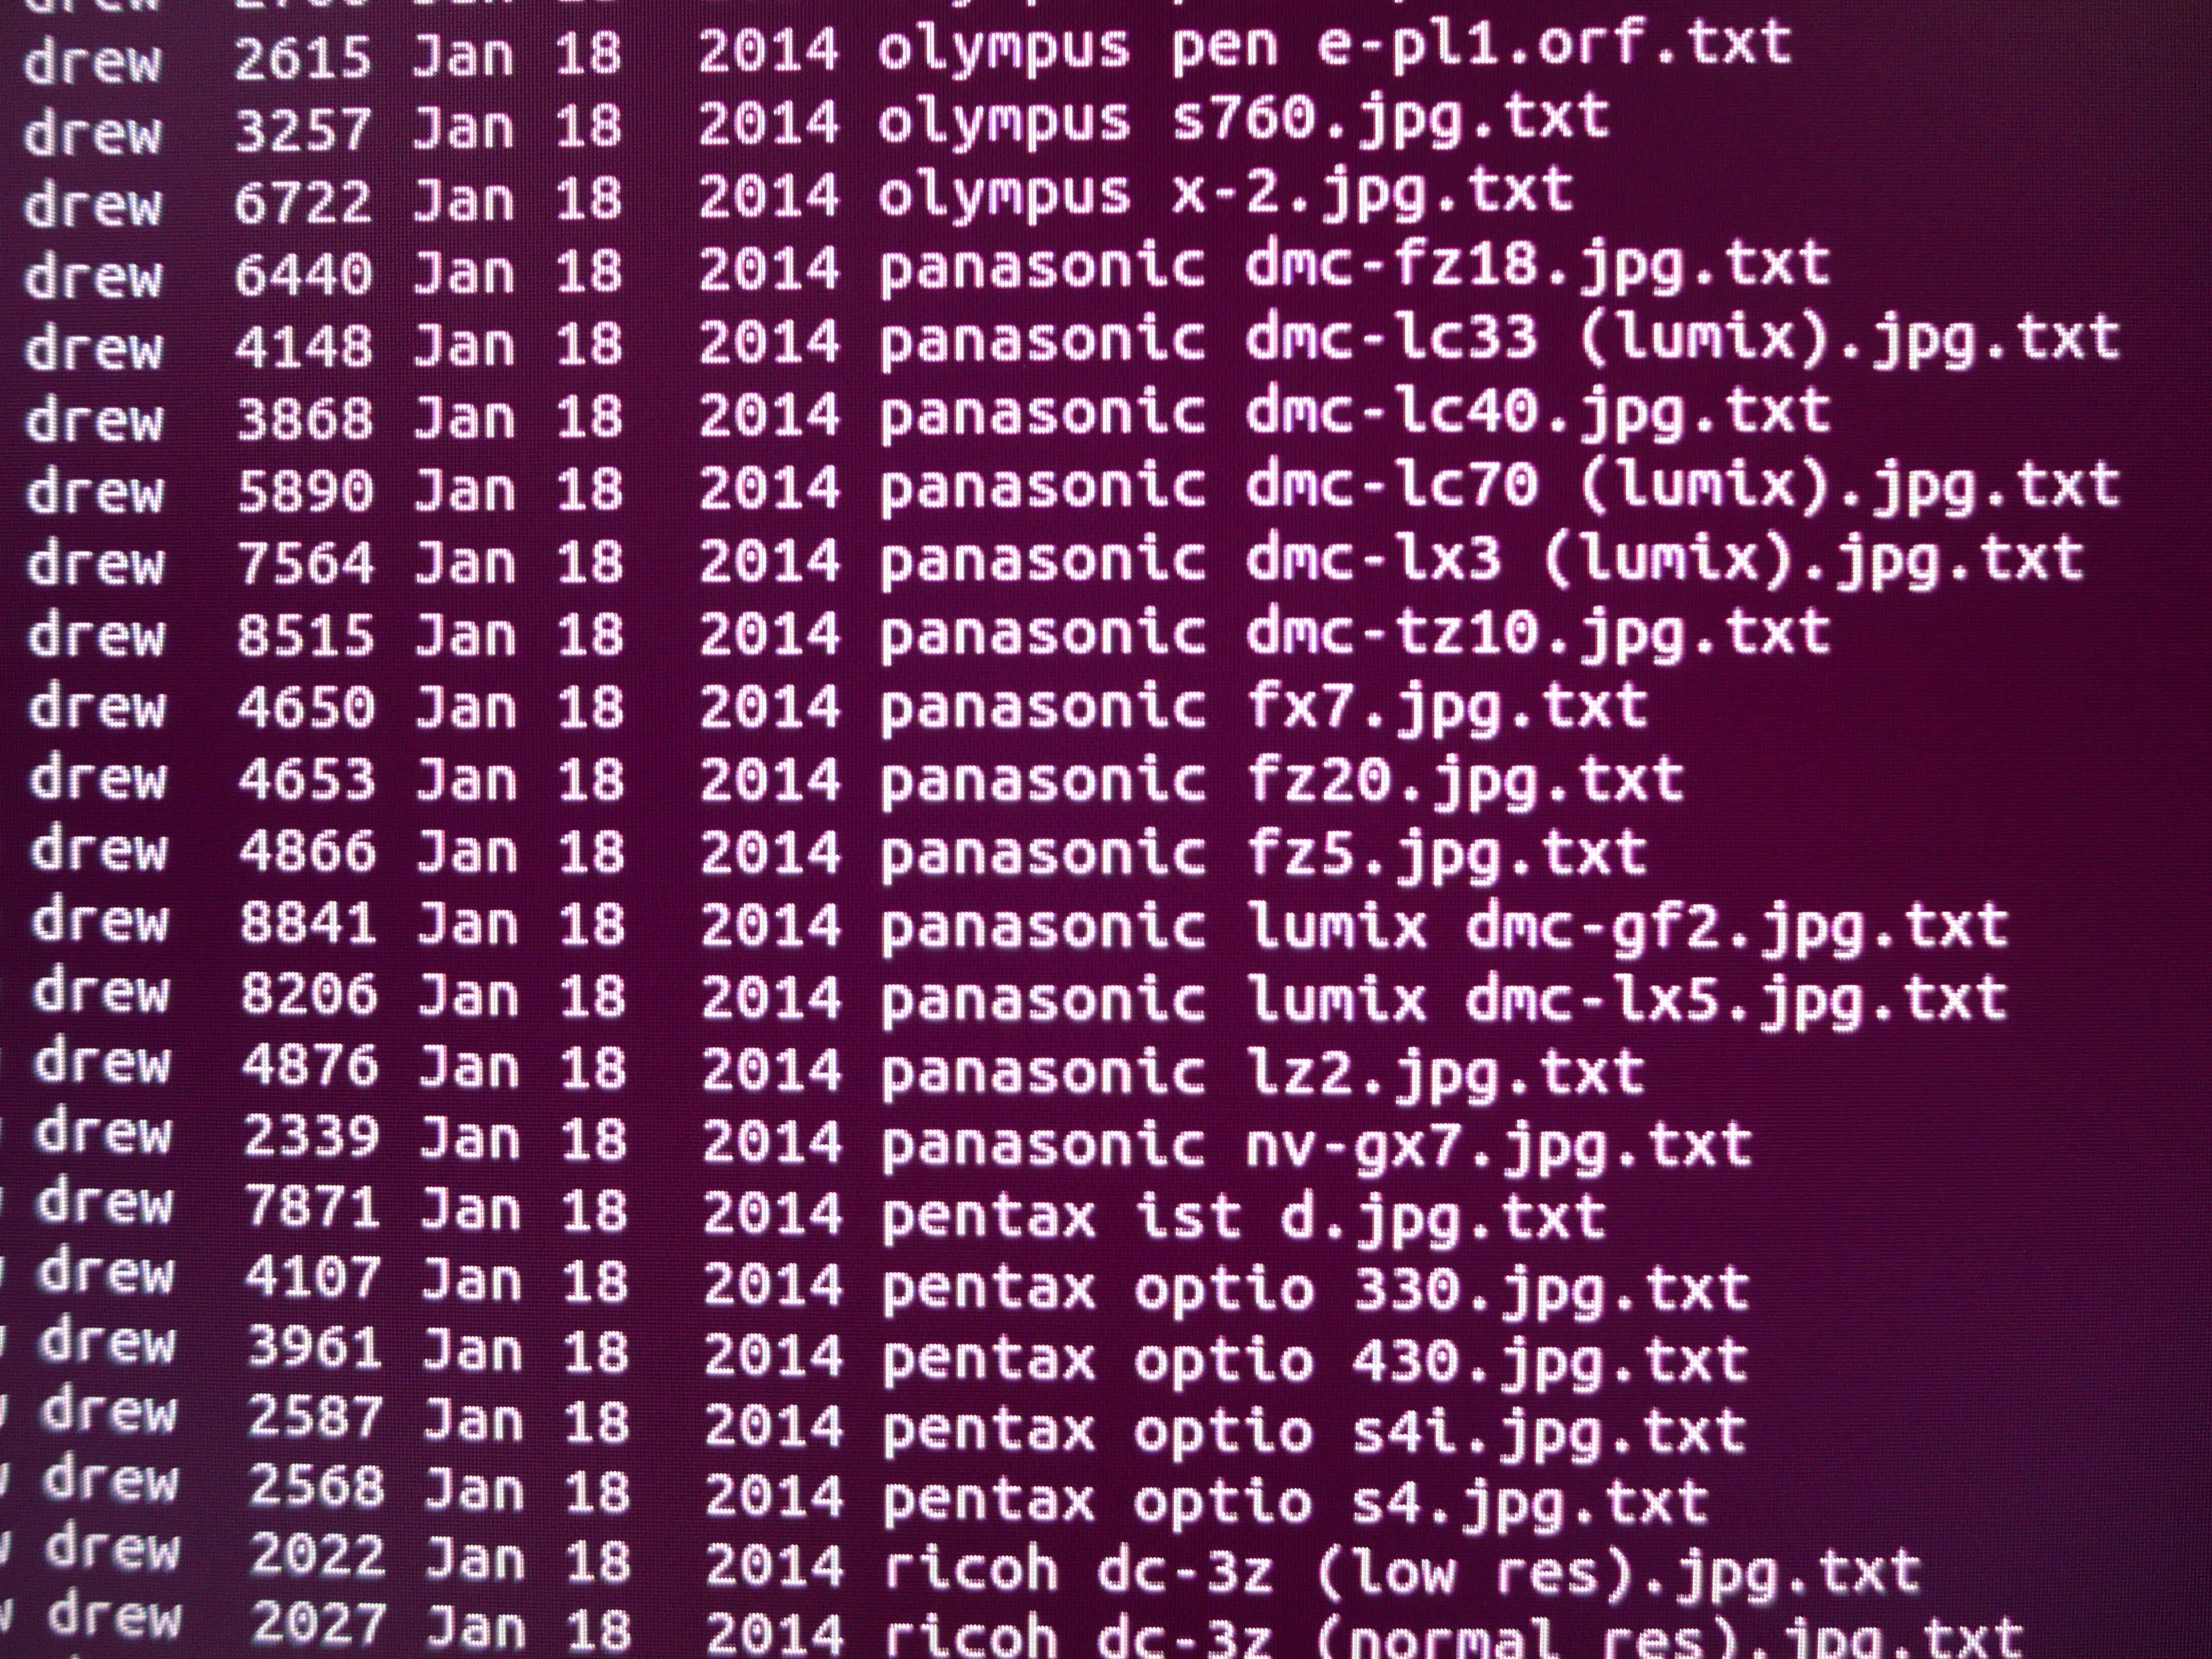 drew 2615 Jan 18 2014 olympus pen e-pl1.orf.txt
drew 3257 Jan 18 2014 olympus s760.jpg.txt
drew 6722 Jan 18 2014 olympus x-2.jpg.txt
drew 6440 Jan 18 2014 panasonic dmc-fz18.jpg.txt
drew 4148 Jan 18 2014 panasonic dmc-lc33 (lumix).jpg.txt
drew 3868 Jan 18 2014 panasonic dmc-lc40.jpg.txt
drew 5890 Jan 18 2014 panasonic dmc-lc70 (lumix).jpg.txt
drew 7564 Jan 18 2014 panasonic dmc-lx3 (lumix).jpg.txt
drew 8515 Jan 18 2014 panasonic dmc-tz10.jpg.txt
drew 4650 Jan 18 2014 panasonic fx7.jpg.txt
drew 4653 Jan 18 2014 panasonic fz20.jpg.txt
drew 4866 Jan 18 2014 panasonic fz5.jpg.txt
drew 8841 Jan 18 2014 panasonic lumix dmc-gf2.jpg.txt
drew 8206 Jan 18 2014 panasonic lumix dmc-lx5.jpg.txt
drew 4876 Jan 18 2014 panasonic lz2.jpg.txt
drew 2339 Jan 18 2014 panasonic nv-gx7.jpg.txt
drew 7871 Jan 18 2014 pentax ist d.jpg.txt
drew 4107 Jan 18 2014 pentax optio 330.jpg.txt
drew 3961 Jan 18 2014 pentax optio 430.jpg.txt
drew 2587 Jan 18 2014 pentax optio s4i.jpg.txt
drew 2568 Jan 18 2014 pentax optio s4.jpg.txt
drew 2022 Jan 18 2014 ricoh dc-3z (low res).jpg.txt
drew 2027 Jan 18 2014 ricoh dc-3z (normal res).jpg.txt